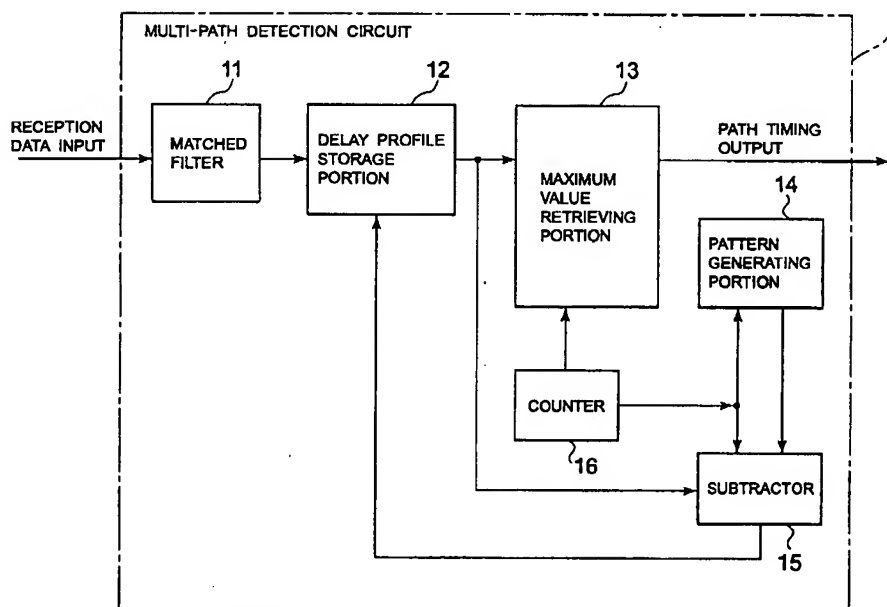 MULTI-PATH DETECTION CIRCUIT
11
12
13
RECEPTION
DATA INPUT
MATCHED
FILTER
DELAY PROFILE
STORAGE
PORTION
MAXIMUM
VALUE
RETRIEVING
PORTION
PATH TIMING
OUTPUT
14
PATTERN
GENERATING
PORTION
COUNTER
16
SUBTRACTOR
15